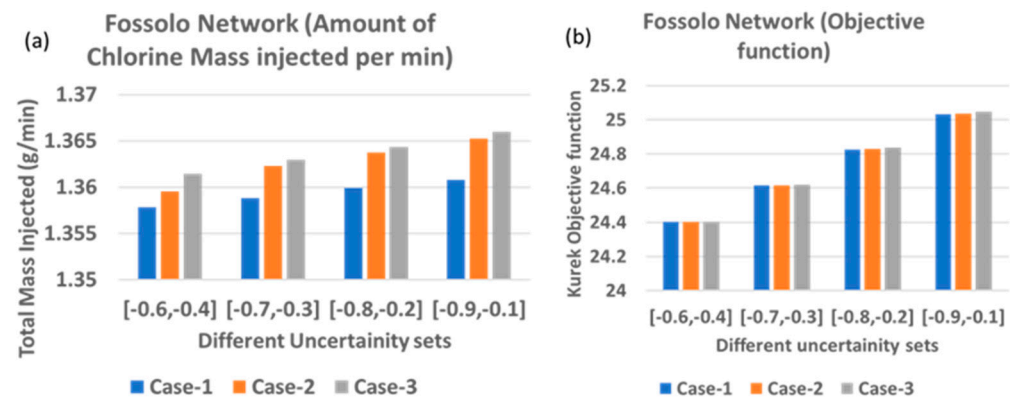 (a)
Fossolo Network (Amount of
Chlorine Mass injected per min)
Total Mass Injected (g/min)
1.37
1.365
1.36
1.355
1.35
[-0.6,-0.4] [-0.7,-0.3] [-0.8,-0.2] [-0.9,-0.1]
Different Uncertainity sets
Case-1 Case-2 Case-3
(b)
Fossolo Network (Objective
function)
Kurek Objective function
25.2
25
24.8
24.6
24.4
24.2
24
[-0.6,-0.4] [-0.7,-0.3] [-0.8,-0.2] [-0.9,-0.1]
Different uncertainity sets
Case-1 Case-2 Case-3